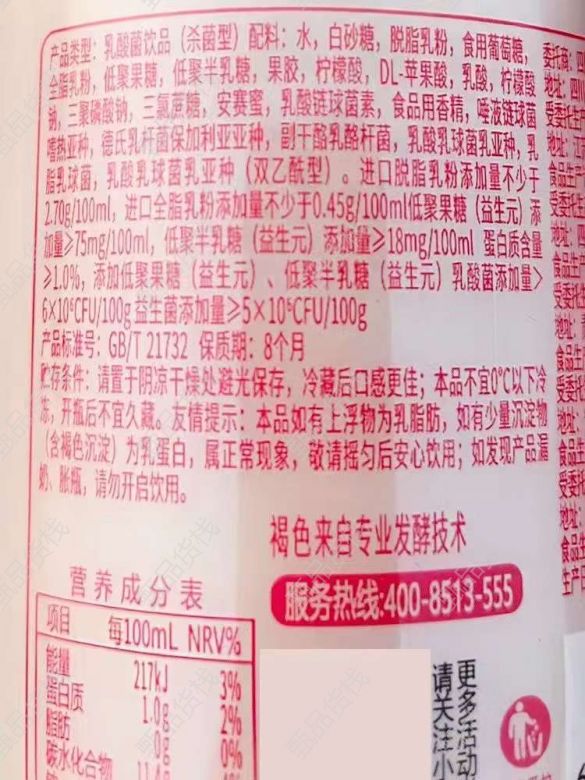 产品类型：乳酸菌饮品（杀菌型）配料：水，白砂糖，脱脂乳粉，食用葡萄糖，
全脂乳粉，低聚果糖，低聚半乳糖，果胶，柠檬酸，DL-苹果酸，乳酸，柠檬酸
钠，三聚磷酸钠，三氯蔗糖，安赛蜜，乳酸链球菌素，食品用香精，唾液链球菌
嗜热亚种，德氏乳杆菌保加利亚亚种，副干酪乳酪杆菌，乳酸乳球菌乳亚种，乳
脂乳球菌，乳酸乳球菌乳亚种（双乙酰型）。进口脱脂乳粉添加量不少于
2.70g/100ml，进口全脂乳粉添加量不少于0.45g/100ml低聚果糖（益生元）添
加量≥75mg/100ml，低聚半乳糖（益生元）添加量≥18mg/100ml 蛋白质含量
≥1.0%，添加低聚果糖（益生元）、低聚半乳糖（益生元）乳酸菌添加量>
6×10⁶CFU/100g益生菌添加量≥5×10⁶CFU/100g
产品标准号：GB/T 21732 保质期：8个月
贮存条件：请置于阴凉干燥处避光保存，冷藏后口感更佳；本品不宜0℃以下冷
冻，开瓶后不宜久藏。友情提示：本品如有上浮物为乳脂肪，如有少量沉淀物
（含褐色沉淀）为乳蛋白，属正常现象，敬请摇匀后安心饮用；如发现产品漏
奶、胀瓶，请勿开启饮用。
褐色来自专业发酵技术
服务热线:400-8513-555
营养成分表
项目 每100mL NRV%
能量 217kJ 3%
蛋白质 1.0g 2%
脂肪 0g 0%
碳水化合物
更多活动
请关注小